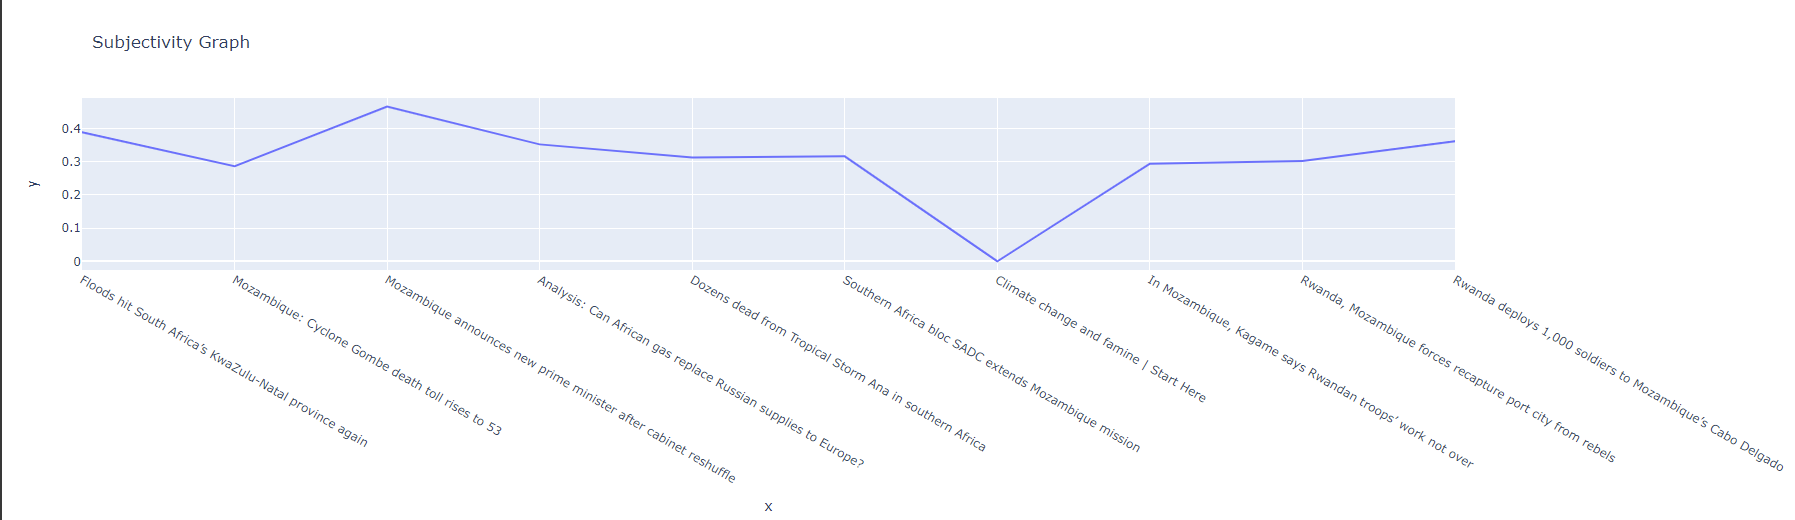 Subjectivity Graph
y
0.4
0.3
0.2
0.1
0
Floods hit South Africa’s KwaZulu-Natal province again
Mozambique: Cyclone Gombe death toll rises to 53
Mozambique announces new prime minister after cabinet reshuffle
Analysis: Can African gas replace Russian supplies to Europe?
Dozens dead from Tropical Storm Ana in southern Africa
Southern Africa bloc SADC extends Mozambique mission
Climate change and famine | Start Here
In Mozambique, Kagame says Rwandan troops’ work not over
Rwanda, Mozambique forces recapture port city from rebels
Rwanda deploys 1,000 soldiers to Mozambique’s Cabo Delgado
x